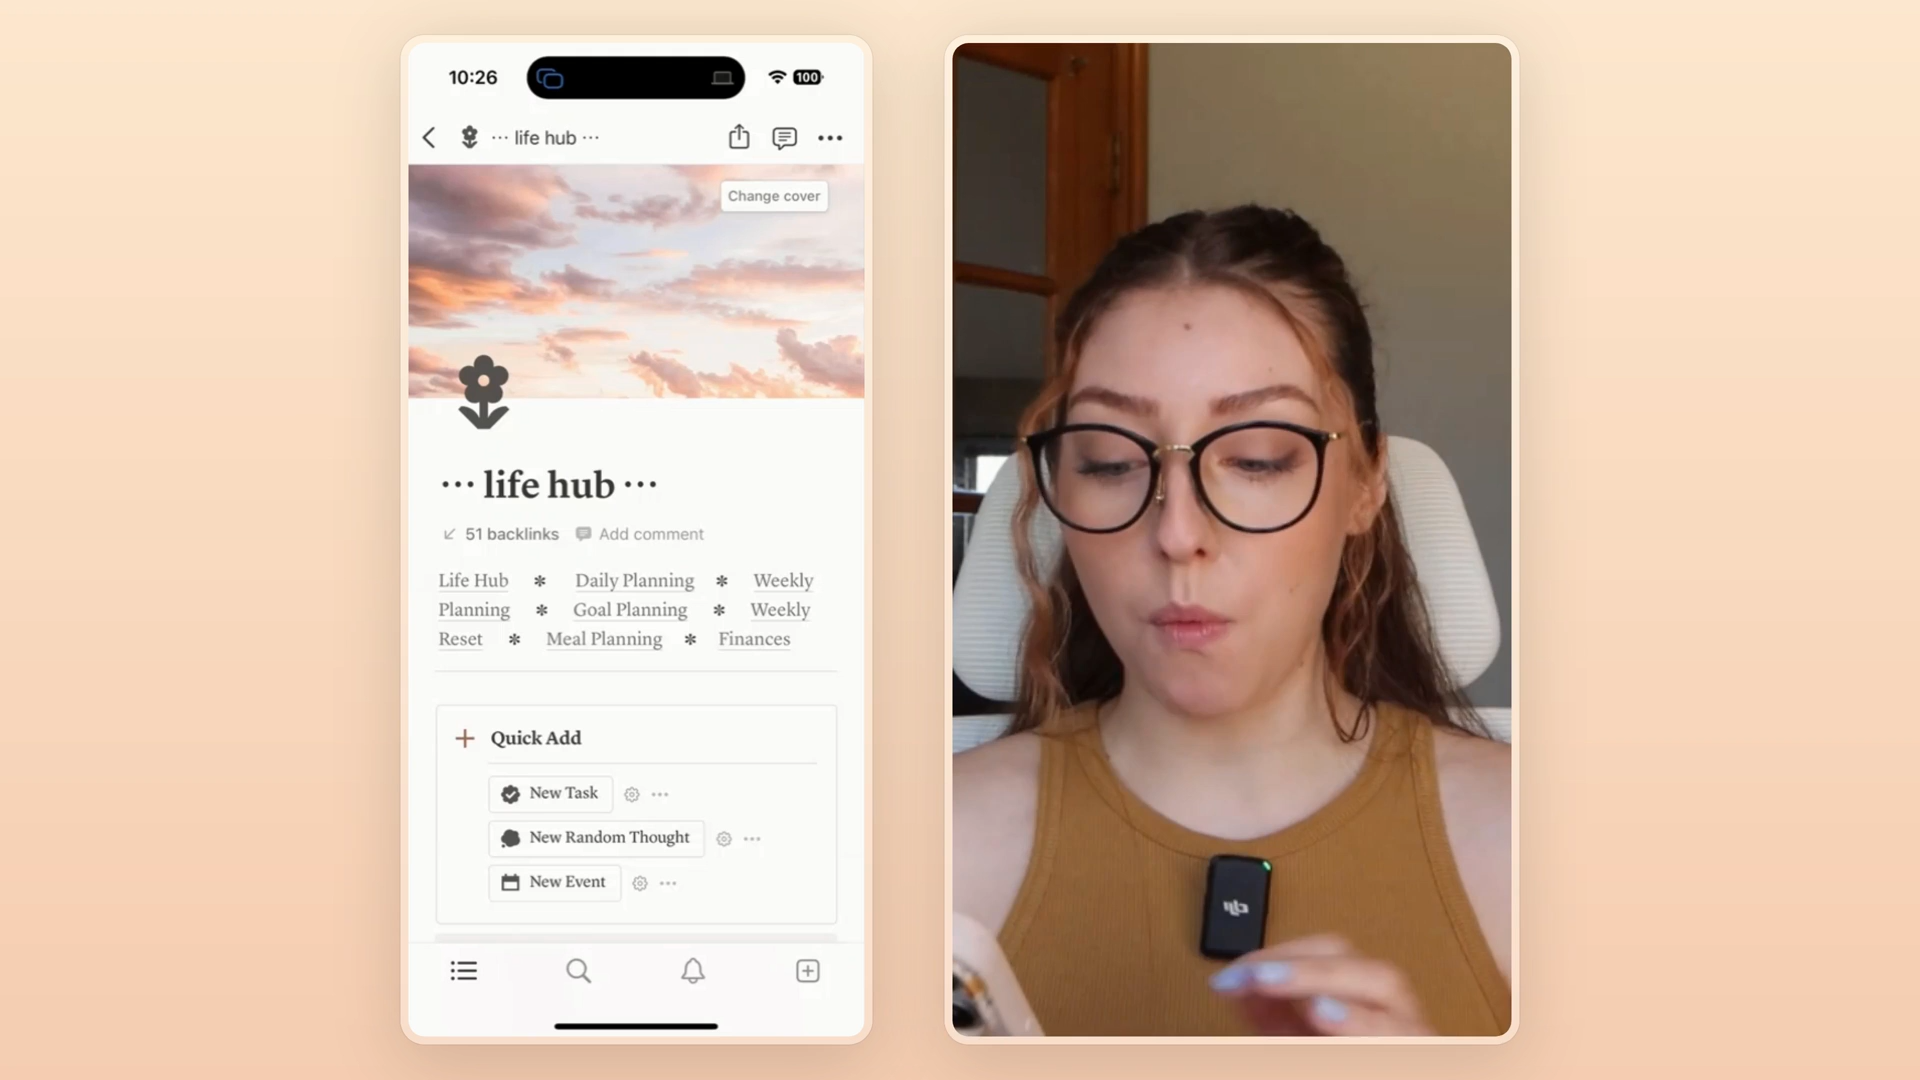 10:26
100
··· life hub ···
Change cover
··· life hub ···
51 backlinks Add comment
Life Hub * Daily Planning * Weekly
Planning * Goal Planning * Weekly
Reset * Meal Planning * Finances
Quick Add
New Task
New Random Thought
New Event
dji